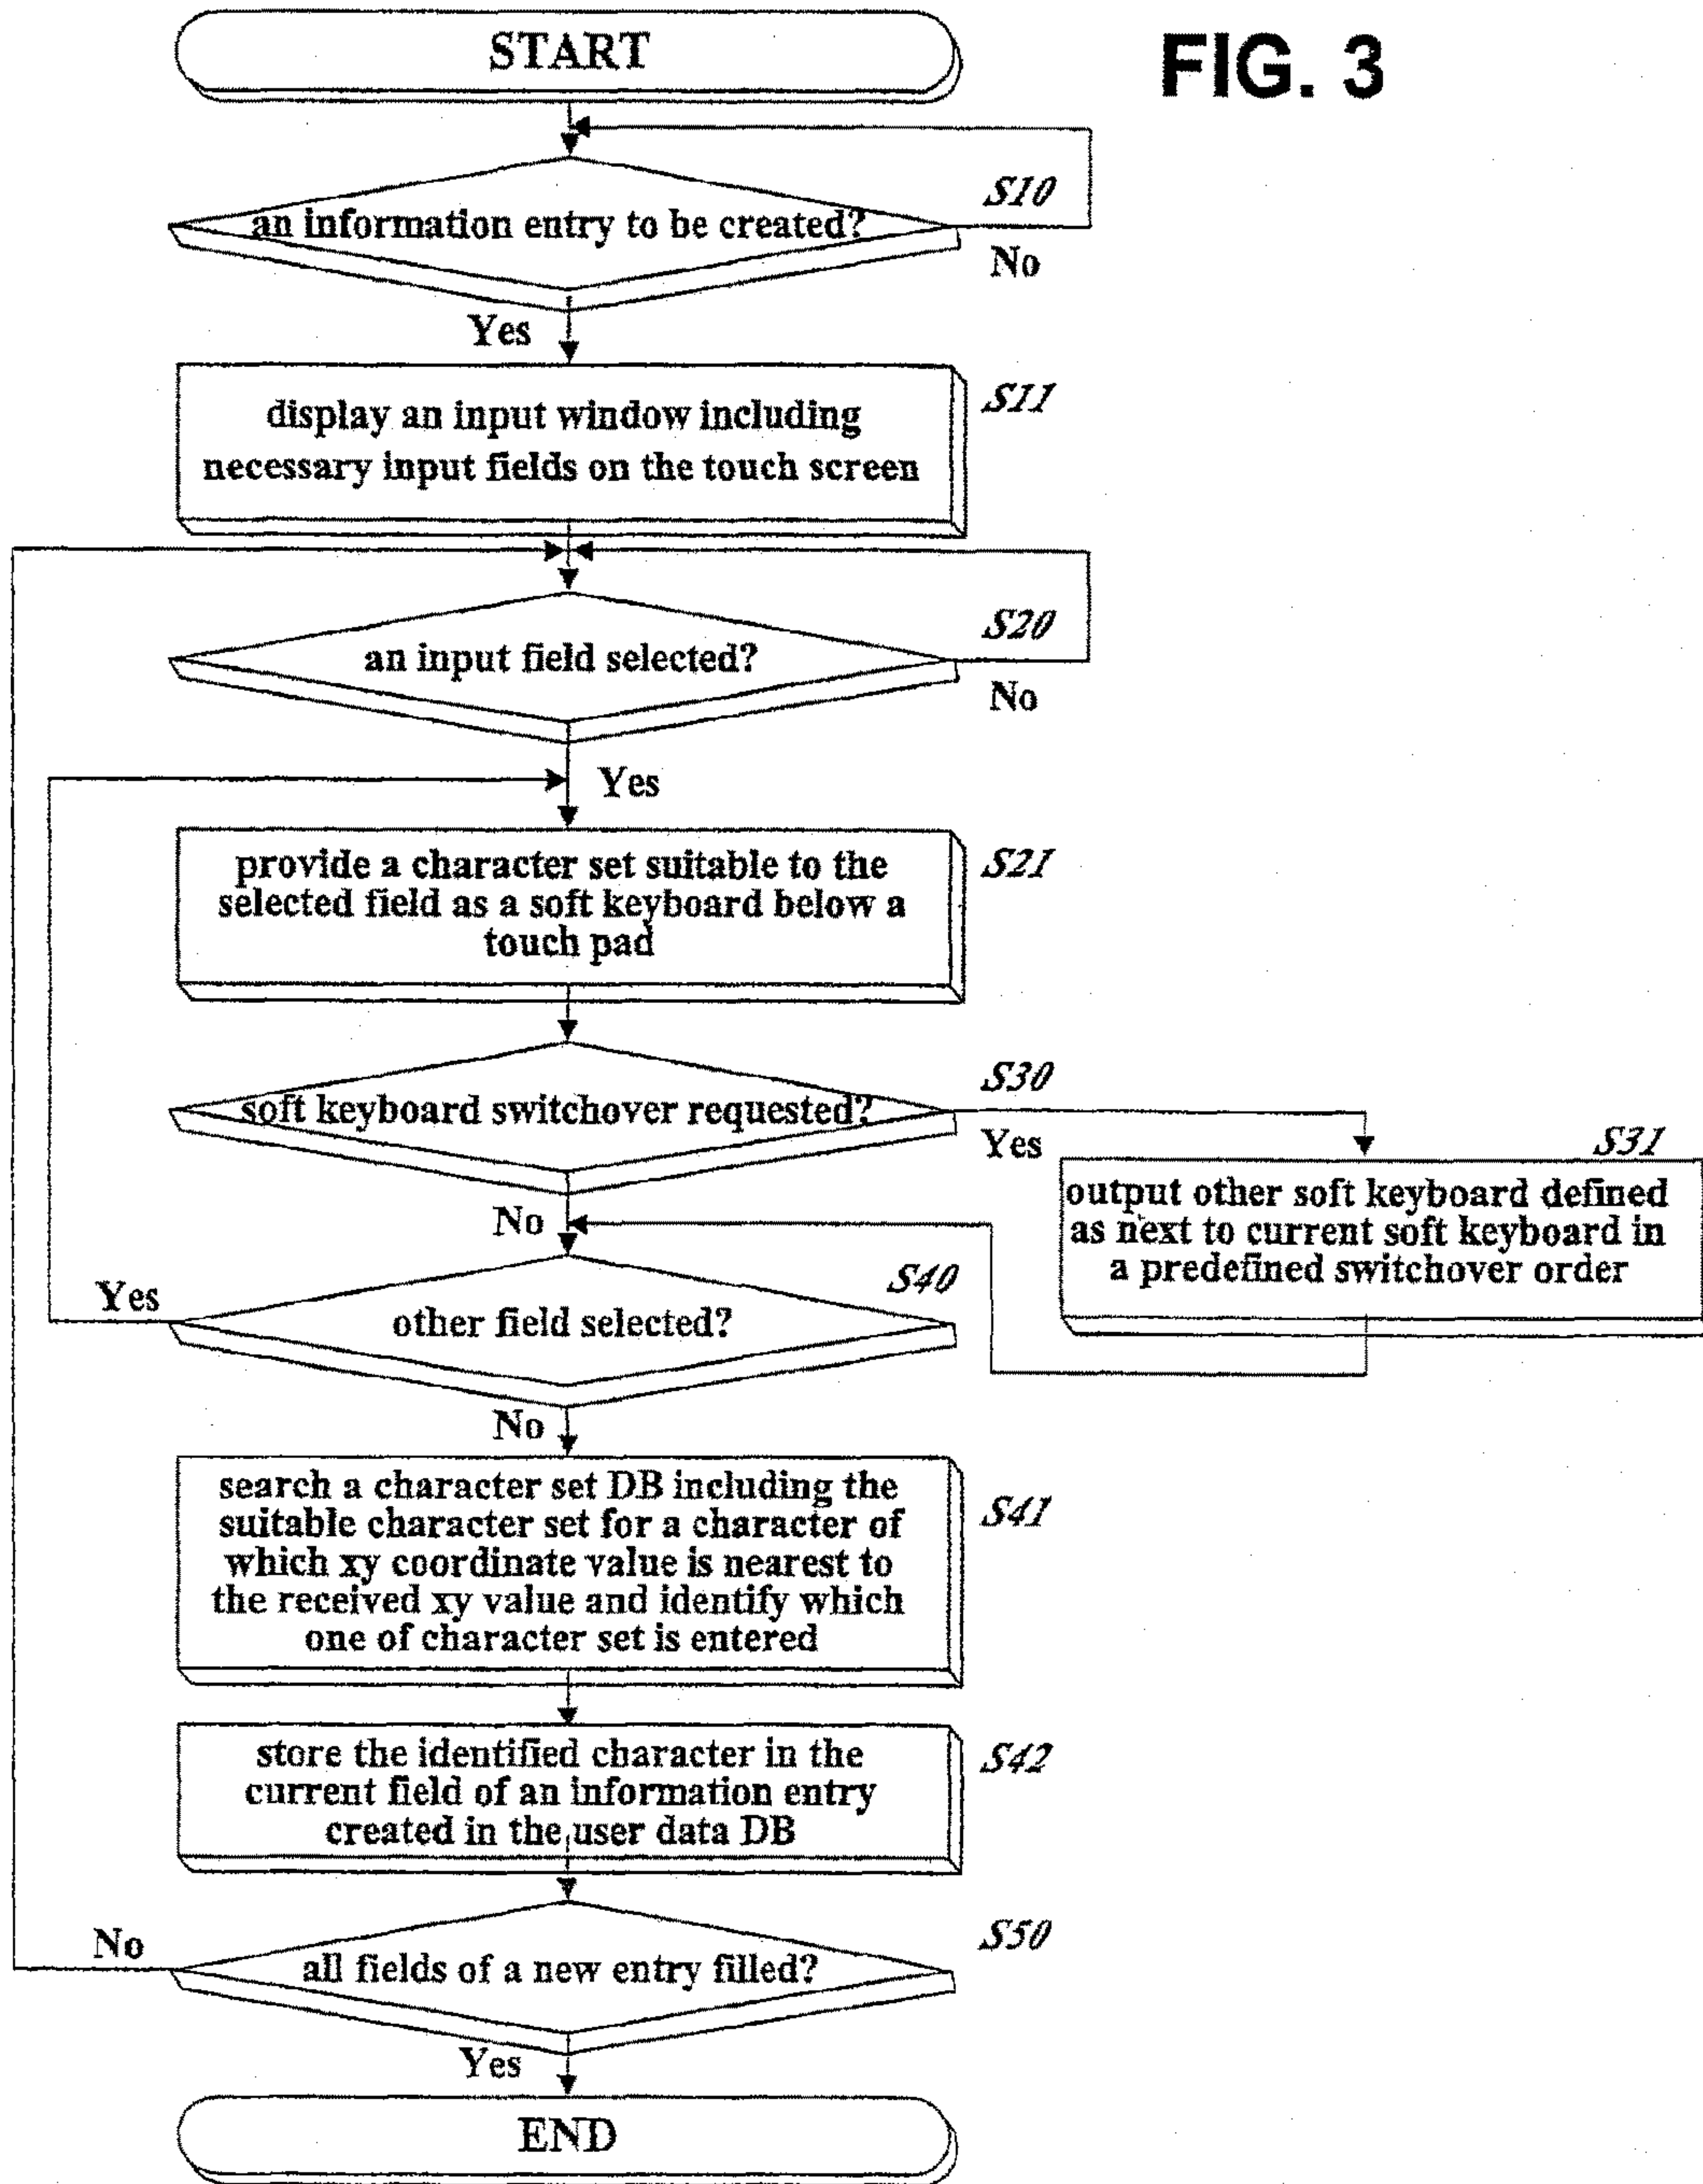 START
FIG. 3
S10
an information entry to be created?
No
Yes
S11
display an input window including
necessary input fields on the touch screen
S20
an input field selected?
No
Yes
S21
provide a character set suitable to the
selected field as a soft keyboard below a
touch pad
S30
soft keyboard switchover requested?
Yes
S31
output other soft keyboard defined
as next to current soft keyboard in
a predefined switchover order
No
S40
Yes
other field selected?
No
search a character set DB including the
suitable character set for a character of
S41
which xy coordinate value is nearest to
the received xy value and identify which
one of character set is entered
store the identified character in the
S42
current field of an information entry
created in the user data DB
S50
No
all fields of a new entry filled?
Yes
END